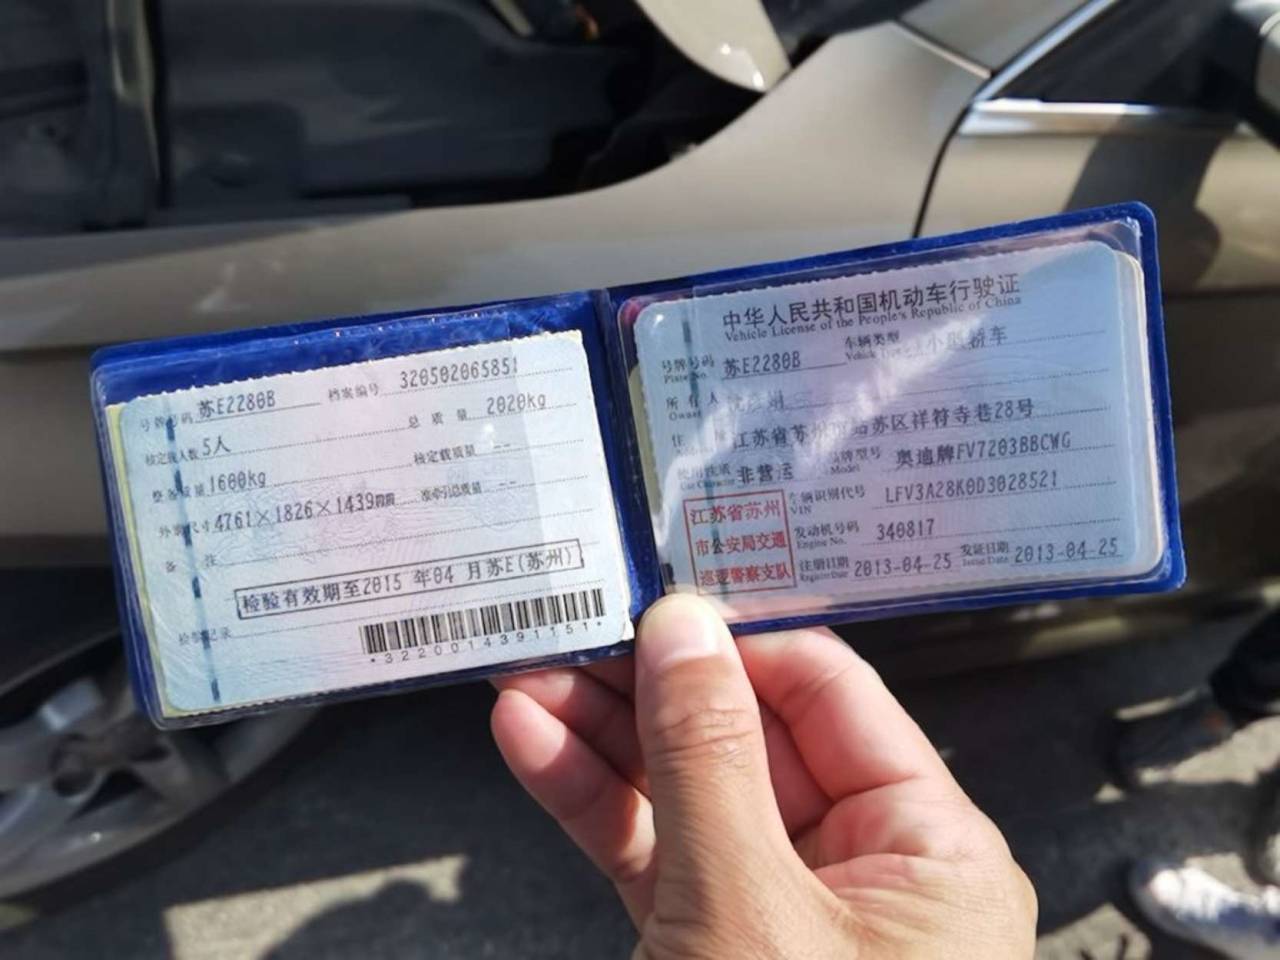 号牌号码 苏E2280B 档案编号 320502065851
核定载人数 5人 总质量 2020kg
整备质量 1600kg 核定载质量 --
外廓尺寸 4761×1826×1439 准牵引总质量 --
备注
检验有效期至2015 年04 月苏E(苏州)
检验记录
*3220014391151*
中华人民共和国机动车行驶证
Vehicle License of the People's Republic of China
号牌号码 苏E2280B 车辆类型 小型轿车
Plate No. Vehicle Type
所有人
Owner
住址 江苏省苏州市姑苏区祥符寺巷28号
Address
使用性质 非营运 品牌型号 奥迪牌FV7203BBCWG
Use Character Model
江苏省苏州
市公安局交通
巡逻警察支队
车辆识别代号 LFV3A28K0D3028521
VIN
发动机号码 340817
Engine No.
注册日期 2013-04-25 发证日期 2013-04-25
Register Date Issue Date